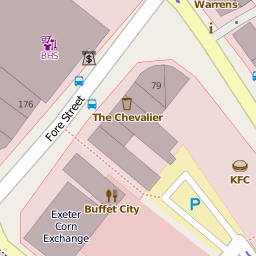 Warrens
BHS
$
79
176
The Chevalier
Fore Street
KFC
Buffet City
P
Exeter
Corn
Exchange